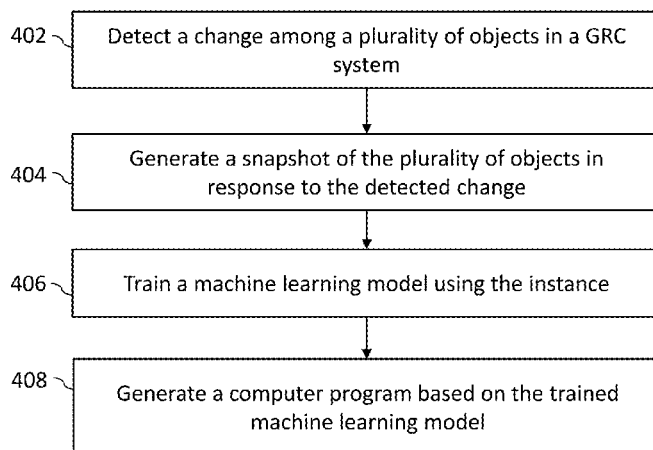 402
Detect a change among a plurality of objects in a GRC
system
404
Generate a snapshot of the plurality of objects in
response to the detected change
406
Train a machine learning model using the instance
408
Generate a computer program based on the trained
machine learning model